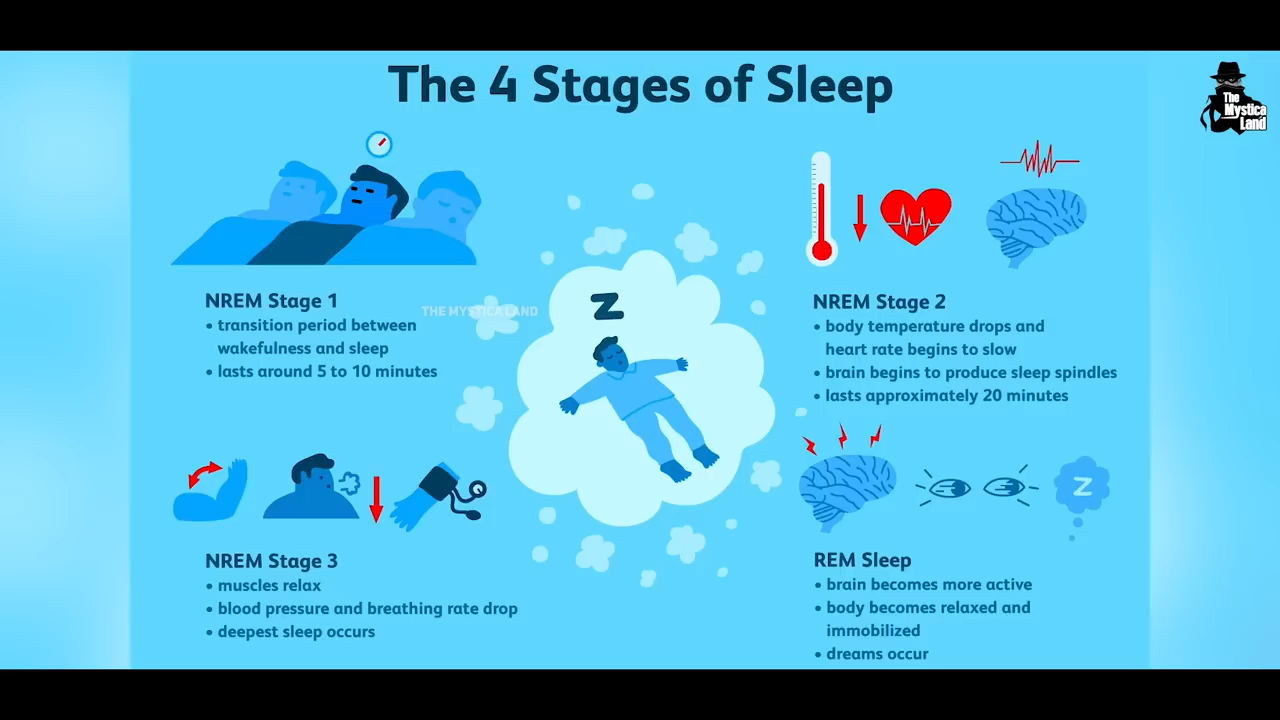 The 4 Stages of Sleep
The
Mystica
Land
NREM Stage 1
• transition period between
wakefulness and sleep
• lasts around 5 to 10 minutes
THE MYSTICA LAND
Z
NREM Stage 2
• body temperature drops and
heart rate begins to slow
• brain begins to produce sleep spindles
• lasts approximately 20 minutes
NREM Stage 3
• muscles relax
• blood pressure and breathing rate drop
• deepest sleep occurs
Z
REM Sleep
• brain becomes more active
• body becomes relaxed and
immobilized
• dreams occur